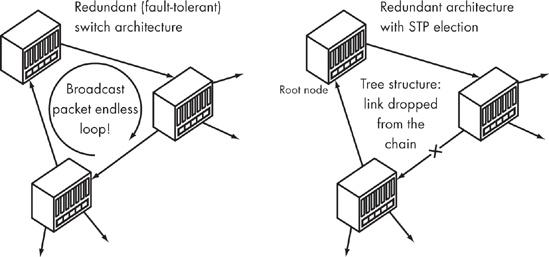 Redundant (fault-tolerant)
switch architecture
Broadcast
packet endless
loop!
Redundant architecture
with STP election
Root node
Tree structure:
link dropped
from the
chain